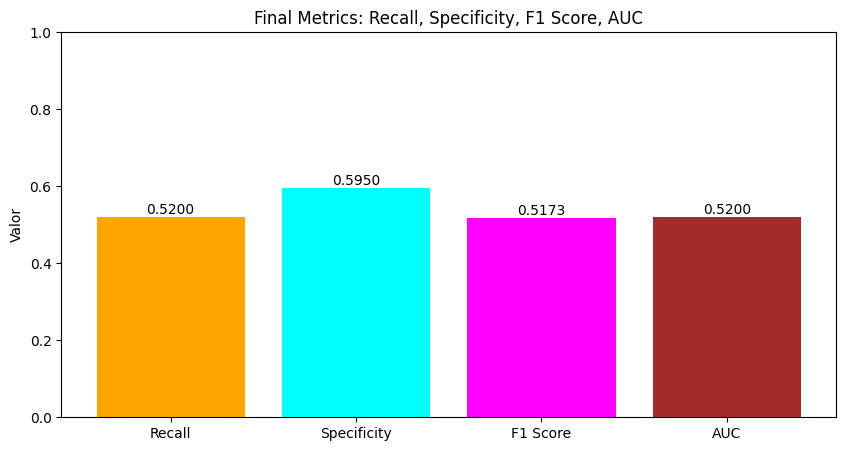 Final Metrics: Recall, Specificity, F1 Score, AUC
1.0
0.8
0.6
0.4
0.2
0.0
Valor
0.5200
0.5950
0.5173
0.5200
Recall
Specificity
F1 Score
AUC